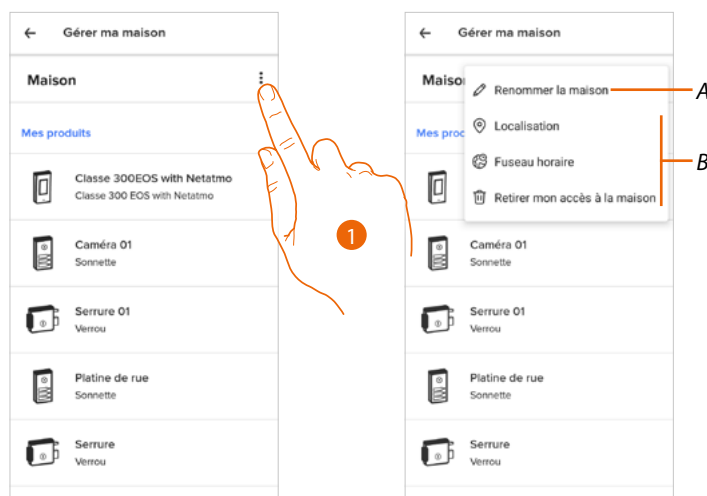 Gérer ma maison
Maison
Mes produits
Classe 300EOS with Netatmo
Classe 300 EOS with Netatmo
Caméra 01
Sonnette
Serrure 01
Verrou
Platine de rue
Sonnette
Serrure
Verrou
1
Gérer ma maison
Maiso
Renommer la maison
A
Localisation
Fuseau horaire
Retirer mon accès à la maison
B
Mes prod
Caméra 01
Sonnette
Serrure 01
Verrou
Platine de rue
Sonnette
Serrure
Verrou